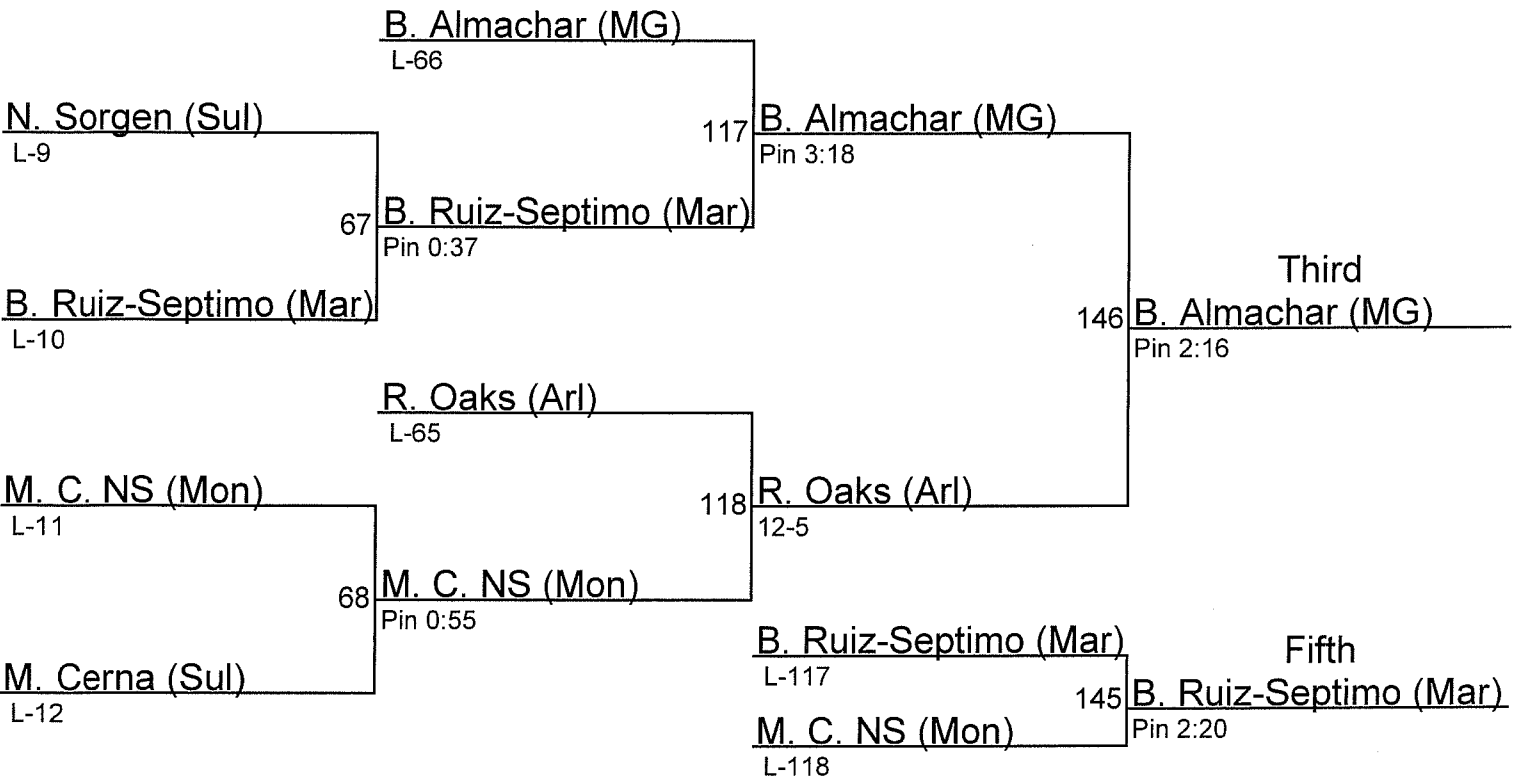 B. Almachar (MG)
L-66
N. Sorgen (Sul)
L-9
117 B. Almachar (MG)
Pin 3:18
67 B. Ruiz-Septimo (Mar)
Pin 0:37
B. Ruiz-Septimo (Mar)
L-10
Third
146 B. Almachar (MG)
Pin 2:16
R. Oaks (Arl)
L-65
M. C. NS (Mon)
L-11
118 R. Oaks (Arl)
12-5
68 M. C. NS (Mon)
Pin 0:55
M. Cerna (Sul)
L-12
B. Ruiz-Septimo (Mar)
L-117
Fifth
145 B. Ruiz-Septimo (Mar)
Pin 2:20
M. C. NS (Mon)
L-118